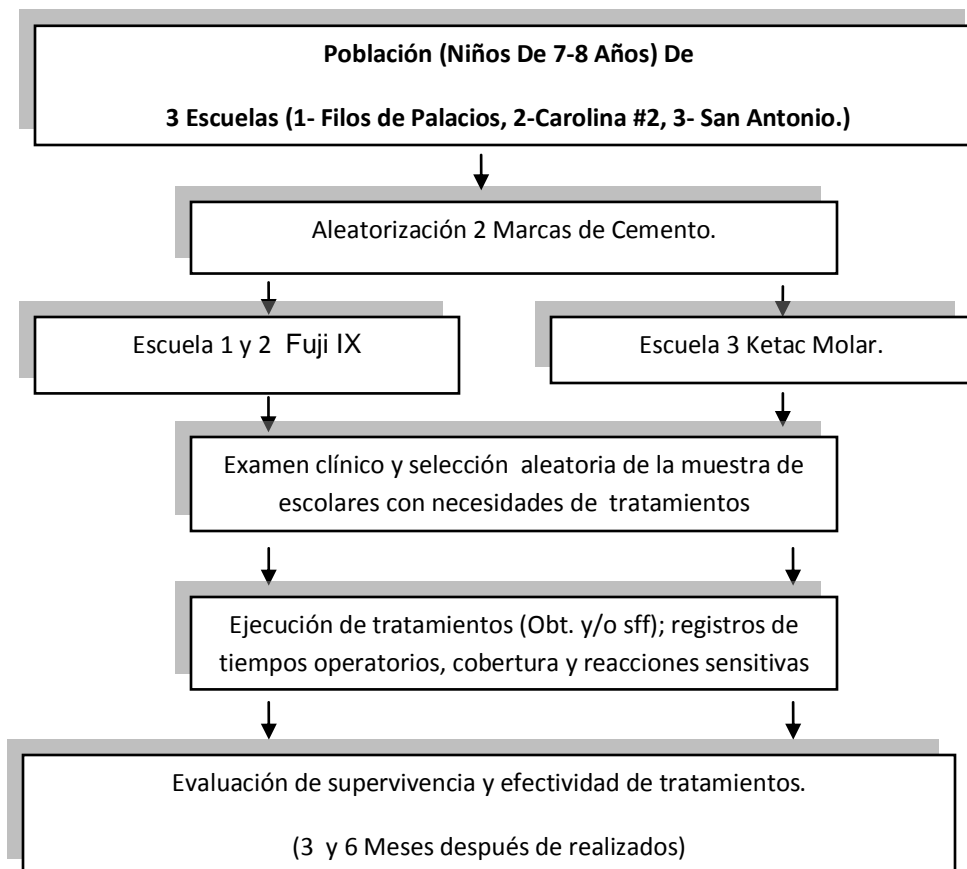 Población (Niños De 7-8 Años) De
3 Escuelas (1- Filos de Palacios, 2-Carolina #2, 3- San Antonio.)
Aleatorización 2 Marcas de Cemento.
Escuela 1 y 2 Fuji IX
Escuela 3 Ketac Molar.
Examen clínico y selección aleatoria de la muestra de
escolares con necesidades de tratamientos
Ejecución de tratamientos (Obt. y/o sff); registros de
tiempos operatorios, cobertura y reacciones sensitivas
Evaluación de supervivencia y efectividad de tratamientos.
(3 y 6 Meses después de realizados)